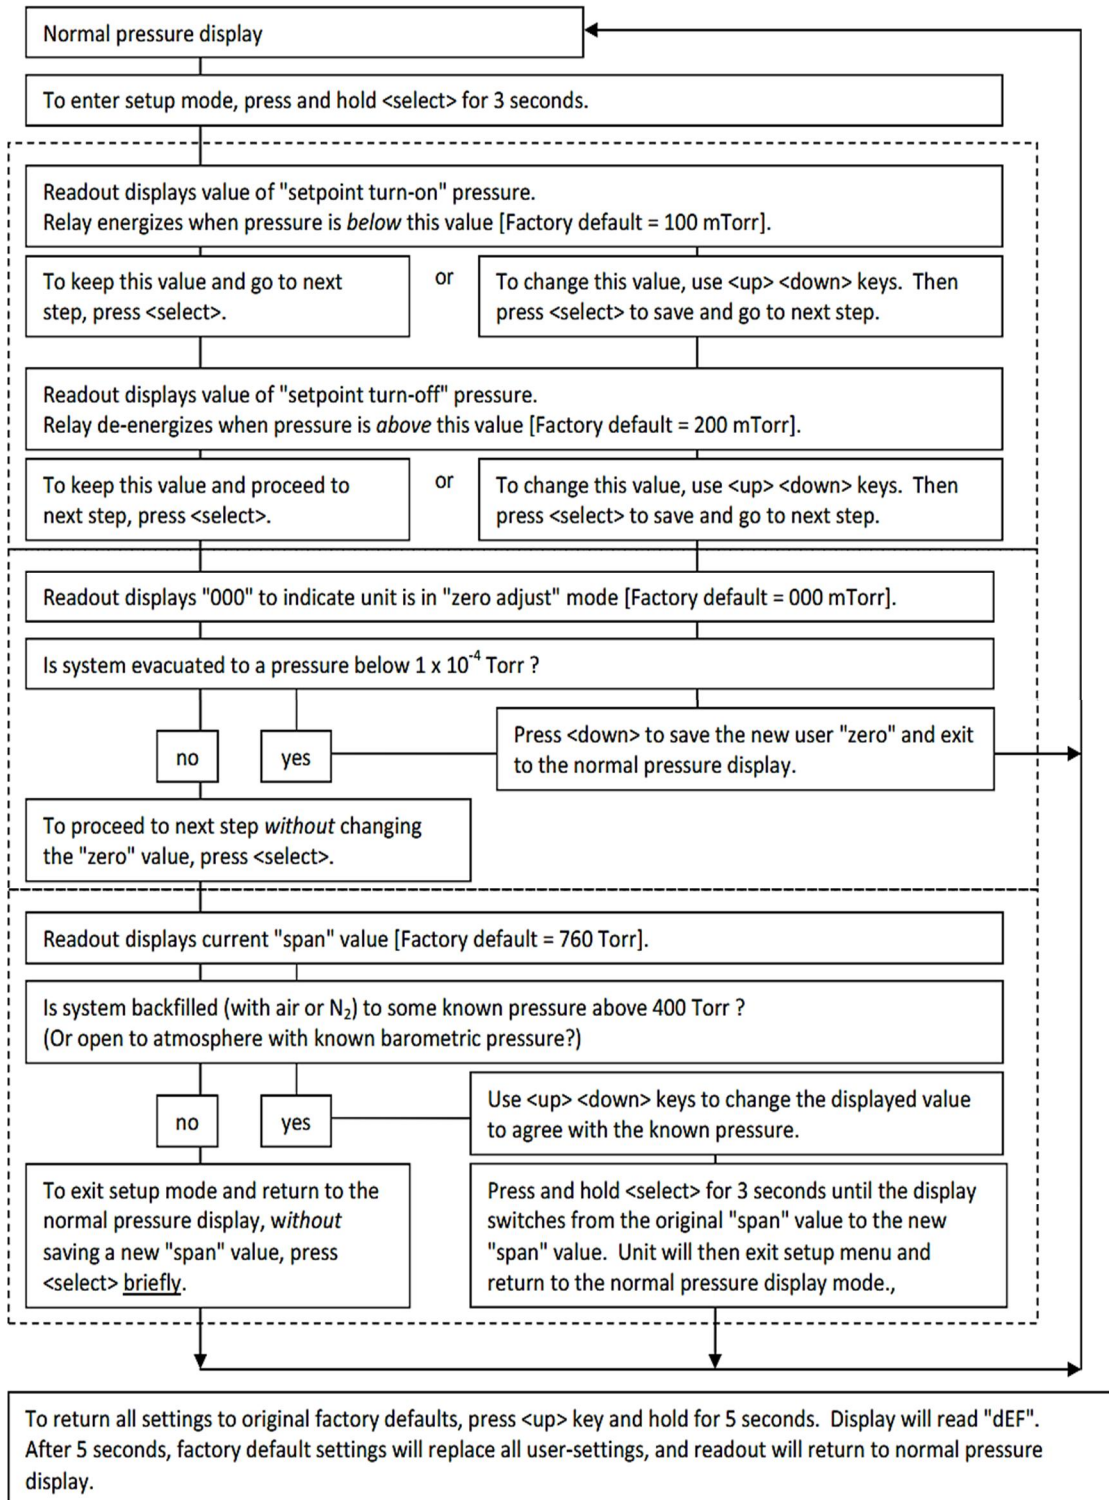 Normal pressure display
To enter setup mode, press and hold <select> for 3 seconds.
Readout displays value of "setpoint turn-on" pressure.
Relay energizes when pressure is below this value [Factory default = 100 mTorr].
To keep this value and go to next
step, press <select>.
or
To change this value, use <up> <down> keys.  Then
press <select> to save and go to next step.
Readout displays value of "setpoint turn-off" pressure.
Relay de-energizes when pressure is above this value [Factory default = 200 mTorr].
To keep this value and proceed to
next step, press <select>.
or
To change this value, use <up> <down> keys.  Then
press <select> to save and go to next step.
Readout displays "000" to indicate unit is in "zero adjust" mode [Factory default = 000 mTorr].
Is system evacuated to a pressure below 1 x 10⁻⁴ Torr ?
no
yes
Press <down> to save the new user "zero" and exit
to the normal pressure display.
To proceed to next step without changing
the "zero" value, press <select>.
Readout displays current "span" value [Factory default = 760 Torr].
Is system backfilled (with air or N₂) to some known pressure above 400 Torr ?
(Or open to atmosphere with known barometric pressure?)
no
yes
Use <up> <down> keys to change the displayed value
to agree with the known pressure.
To exit setup mode and return to the
normal pressure display, without
saving a new "span" value, press
<select> briefly.
Press and hold <select> for 3 seconds until the display
switches from the original "span" value to the new
"span" value.  Unit will then exit setup menu and
return to the normal pressure display mode.,
To return all settings to original factory defaults, press <up> key and hold for 5 seconds.  Display will read "dEF".
After 5 seconds, factory default settings will replace all user-settings, and readout will return to normal pressure
display.